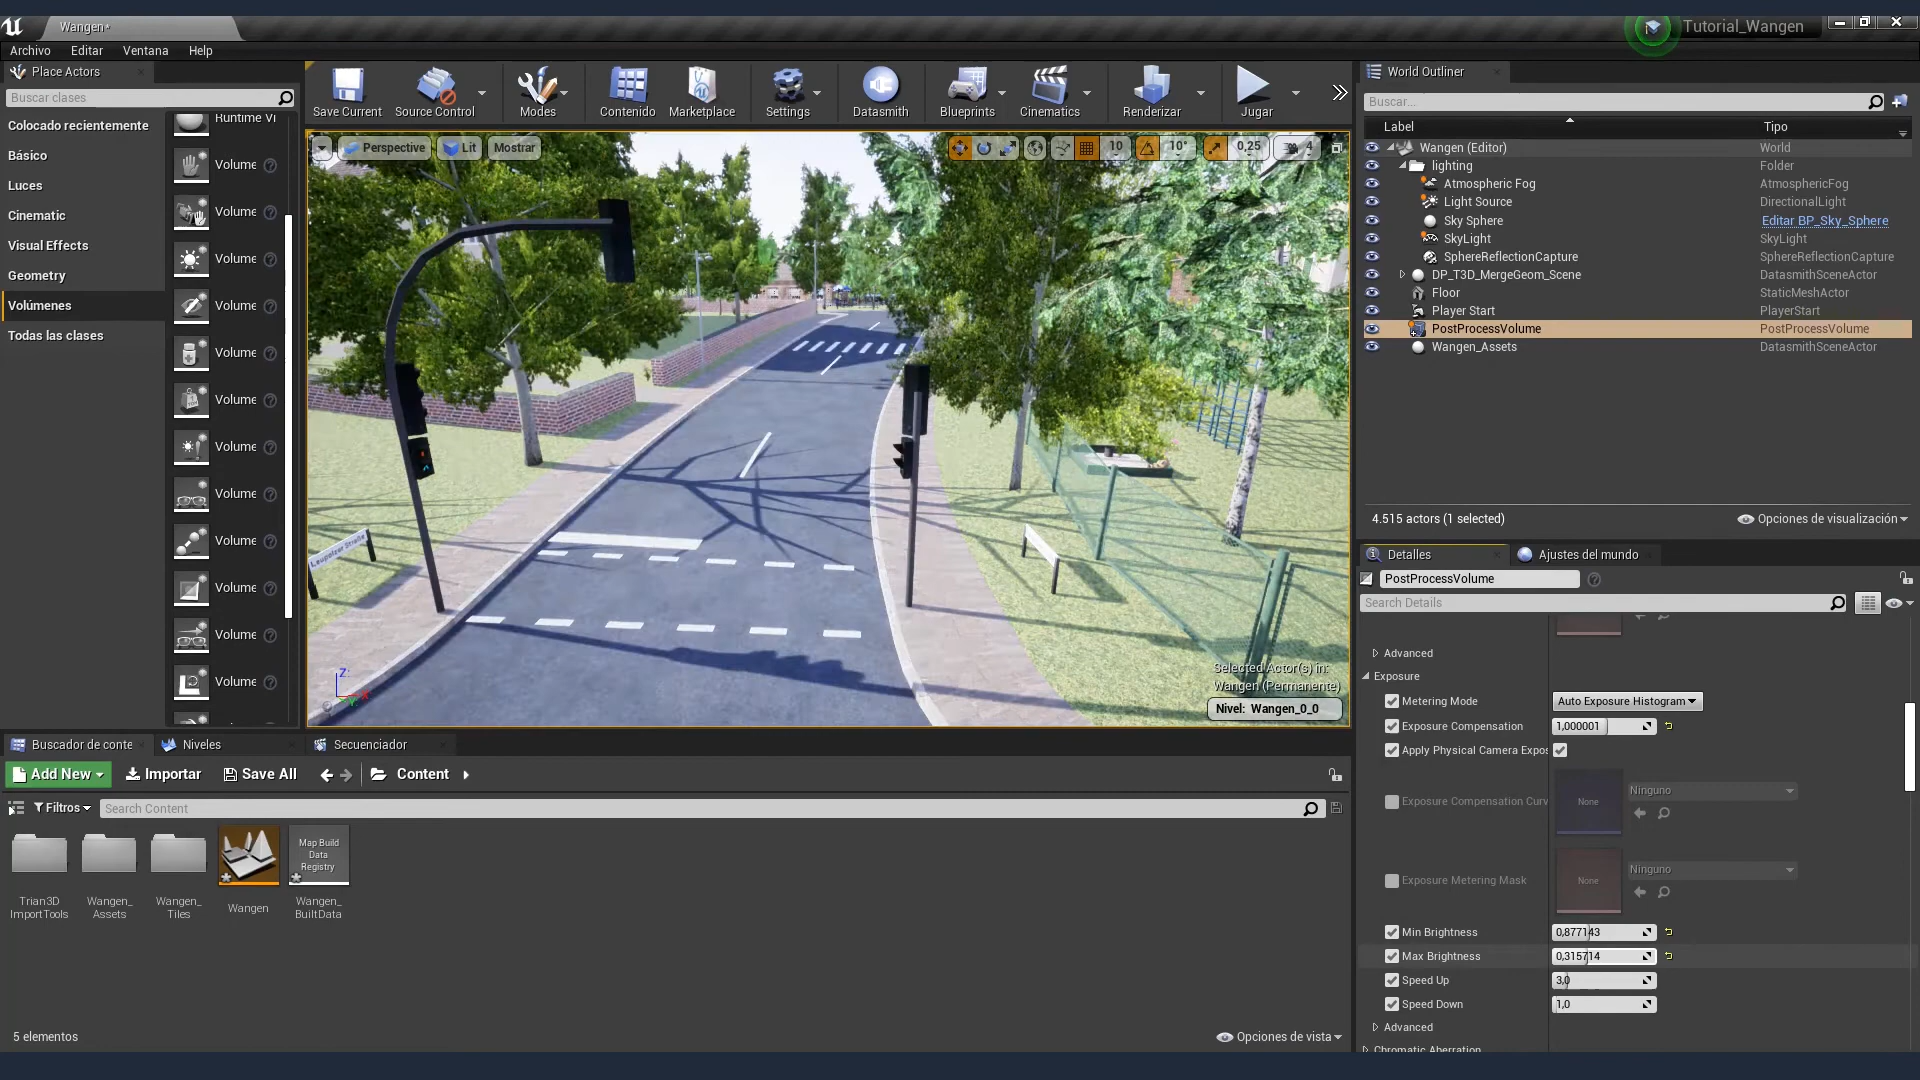 Wangen*
Tutorial_Wangen
Archivo
Editar
Ventana
Help
Place Actors
Buscar clases
Colocado recientemente
Básico
Luces
Cinematic
Visual Effects
Geometry
Volúmenes
Todas las clases
Runtime Vi
Volume
Volume
Volume
Volume
Volume
Volume
Volume
Volume
Volume
Volume
Volume
Volume
Save Current
Source Control
Modes
Contenido
Marketplace
Settings
Datasmith
Blueprints
Cinematics
Renderizar
Jugar
Perspective
Lit
Mostrar
10
10°
0,25
4
Leupolzer Straße
Z
X
Y
Selected Actor(s) in:
Wangen (Permanente)
Nivel: Wangen_0_0
World Outliner
Buscar...
Label
Tipo
Wangen (Editor)
World
lighting
Folder
Atmospheric Fog
AtmosphericFog
Light Source
DirectionalLight
Sky Sphere
Editar BP_Sky_Sphere
SkyLight
SkyLight
SphereReflectionCapture
SphereReflectionCapture
DP_T3D_MergeGeom_Scene
DatasmithSceneActor
Floor
StaticMeshActor
Player Start
PlayerStart
PostProcessVolume
PostProcessVolume
Wangen_Assets
DatasmithSceneActor
4.515 actors (1 selected)
Opciones de visualización
Detalles
Ajustes del mundo
PostProcessVolume
Search Details
Advanced
Exposure
Metering Mode
Auto Exposure Histogram
Exposure Compensation
1,000001
Apply Physical Camera Expos
Exposure Compensation Curv
None
Ninguno
Exposure Metering Mask
None
Ninguno
Min Brightness
0,877143
Max Brightness
0,315714
Speed Up
3,0
Speed Down
1,0
Advanced
Chromatic Aberration
Buscador de conte
Niveles
Secuenciador
Add New
Importar
Save All
Content
Filtros
Search Content
Trian3D
ImportTools
Wangen_
Assets
Wangen_
Tiles
Wangen
Map Build
Data
Registry
Wangen_
BuiltData
5 elementos
Opciones de vista